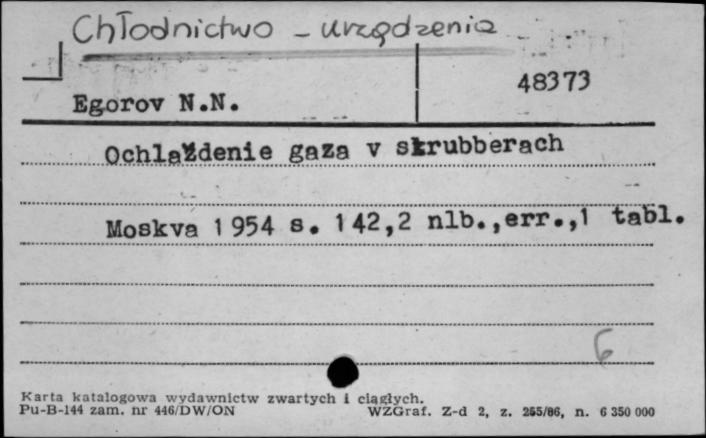 Chłodnictwo – urządzenia
48373
Egorov N.N.
Ochlaždenie gaza v skrubberach
Moskva 1954 s. 142,2 nlb.,err.,1 tabl.
6
Karta katalogowa wydawnictw zwartych i ciągłych.
Pu-B-144 zam. nr 446/DW/ON WZGraf. Z-d 2, z. 255/86, n. 6 350 000